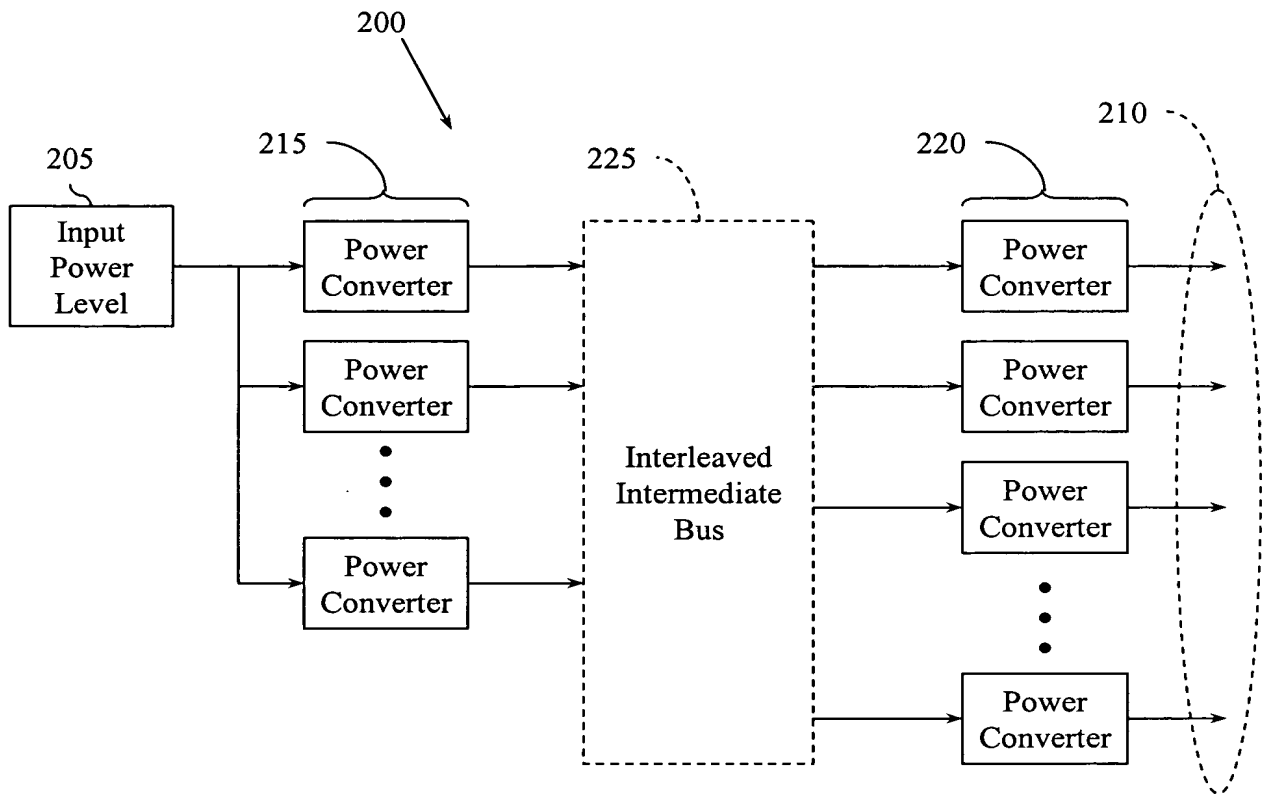 200
205
215
225
220
210
Input
Power
Level
Power
Converter
Power
Converter
Power
Converter
Interleaved
Intermediate
Bus
Power
Converter
Power
Converter
Power
Converter
Power
Converter